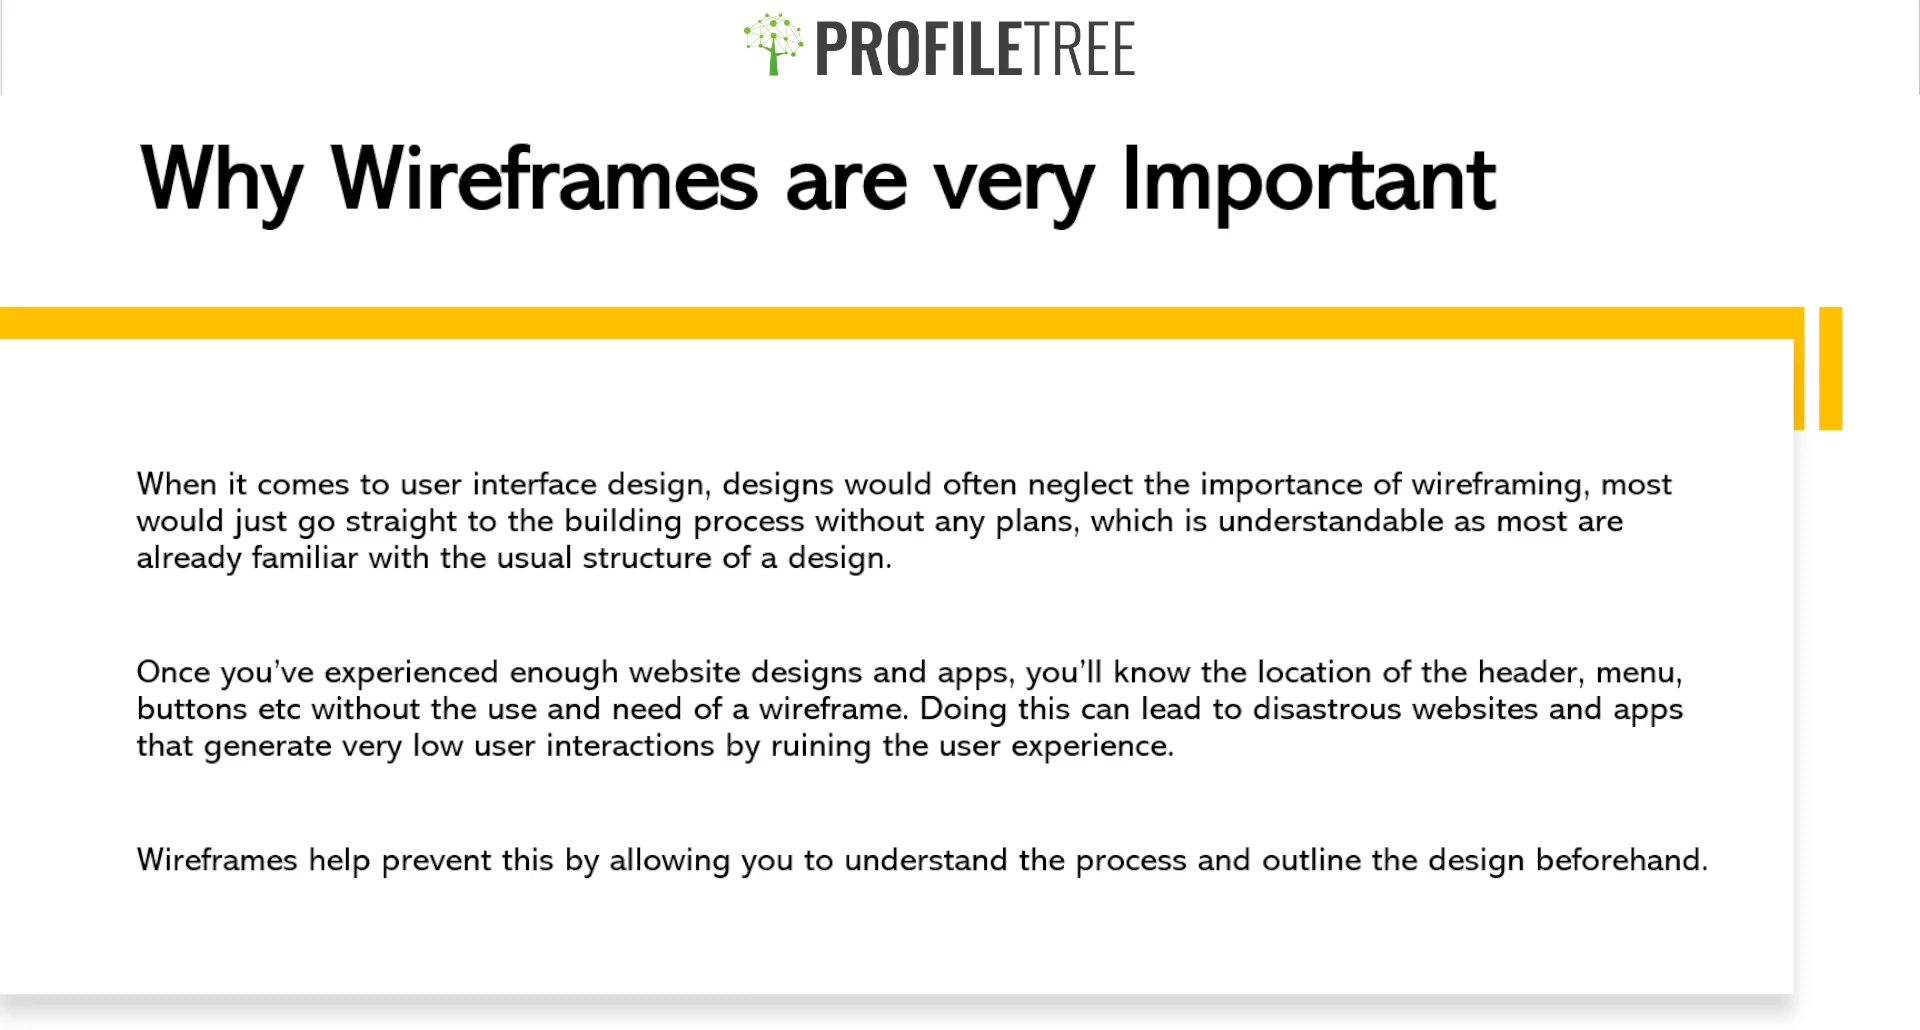 PROFILETREE
Why Wireframes are very Important
When it comes to user interface design, designs would often neglect the importance of wireframing, most
would just go straight to the building process without any plans, which is understandable as most are
already familiar with the usual structure of a design.
Once you’ve experienced enough website designs and apps, you’ll know the location of the header, menu,
buttons etc without the use and need of a wireframe. Doing this can lead to disastrous websites and apps
that generate very low user interactions by ruining the user experience.
Wireframes help prevent this by allowing you to understand the process and outline the design beforehand.